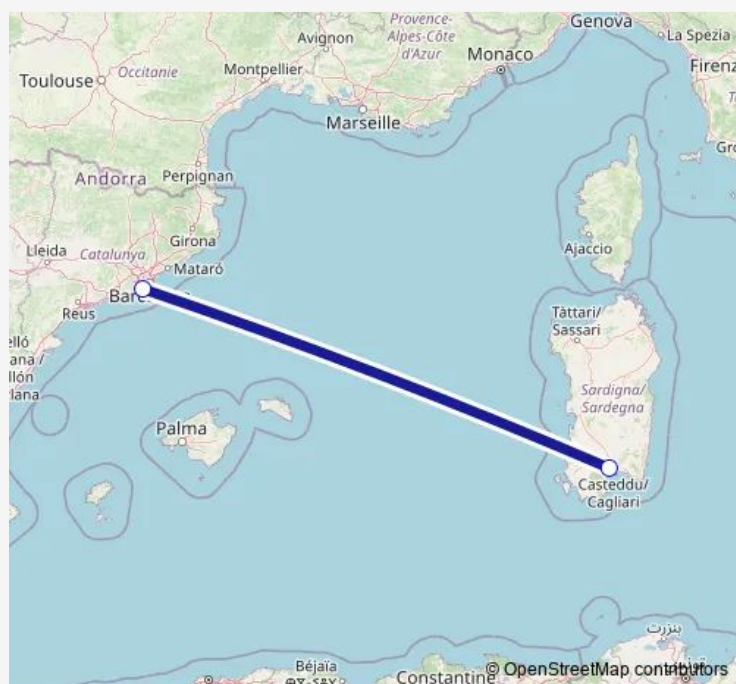 Provence-
Alpes-Côte
d'Azur
Genova
La Spezia
Avignon
Monaco
Firenz
Toulouse
Occitanie
Montpellier
Marseille
Andorra
Perpignan
Ajaccio
Girona
Lleida
Catalunya
Mataró
Reus
Tàttari/
Sassari
Sardigna/
Sardegna
Palma
Casteddu/
Cagliari
بنزرت
Béjaïa
Constantine
© OpenStreetMap contributors